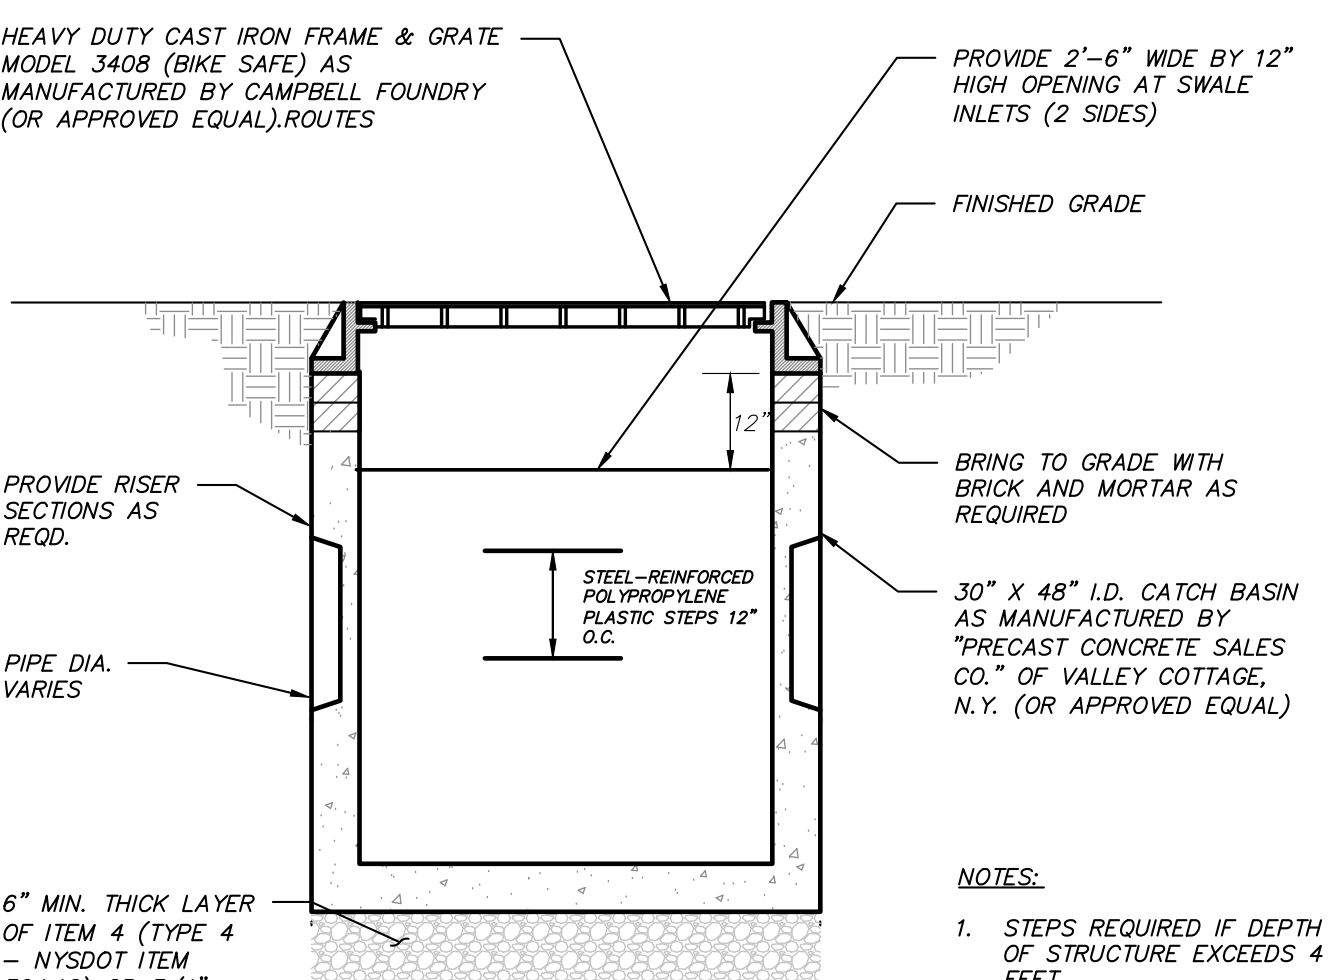 HEAVY DUTY CAST IRON FRAME & GRATE
MODEL 3408 (BIKE SAFE) AS
MANUFACTURED BY CAMPBELL FOUNDRY
(OR APPROVED EQUAL).ROUTES
PROVIDE 2'-6" WIDE BY 12"
HIGH OPENING AT SWALE
INLETS (2 SIDES)
FINISHED GRADE
12"
BRING TO GRADE WITH
BRICK AND MORTAR AS
REQUIRED
PROVIDE RISER
SECTIONS AS
REQD.
STEEL-REINFORCED
POLYPROPYLENE
PLASTIC STEPS 12"
O.C.
30" X 48" I.D. CATCH BASIN
AS MANUFACTURED BY
"PRECAST CONCRETE SALES
CO." OF VALLEY COTTAGE,
N.Y. (OR APPROVED EQUAL)
PIPE DIA.
VARIES
6" MIN. THICK LAYER
OF ITEM 4 (TYPE 4
- NYSDOT ITEM
NOTES:
1. STEPS REQUIRED IF DEPTH
OF STRUCTURE EXCEEDS 4
FEET